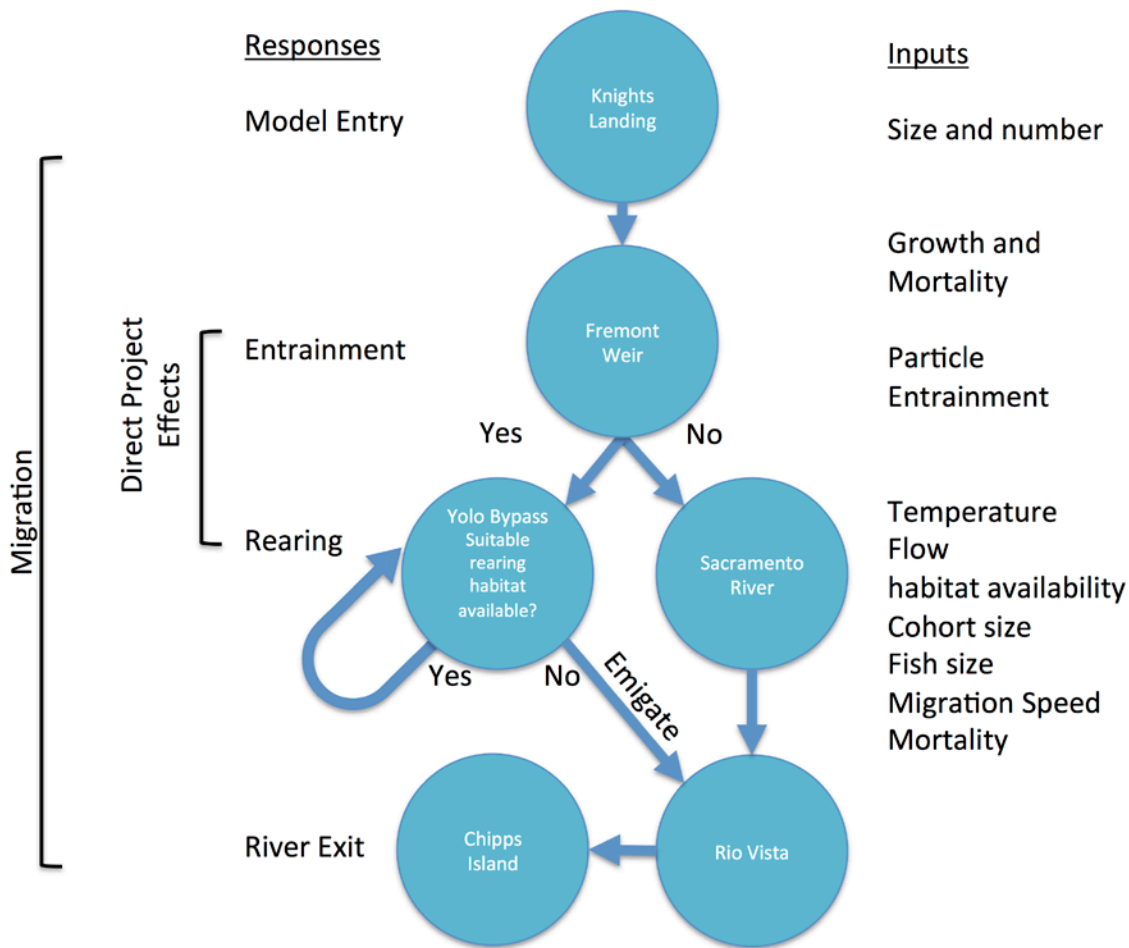 Responses
Inputs
Knights
Landing
Model Entry
Size and number
Growth and
Mortality
Migration
Direct Project
Effects
Entrainment
Fremont
Weir
Particle
Entrainment
Yes
No
Rearing
Yolo Bypass
Suitable
rearing
habitat
available?
Sacramento
River
Temperature
Flow
habitat availability
Cohort size
Fish size
Migration Speed
Mortality
Yes
No
Emigate
River Exit
Chipps
Island
Rio Vista